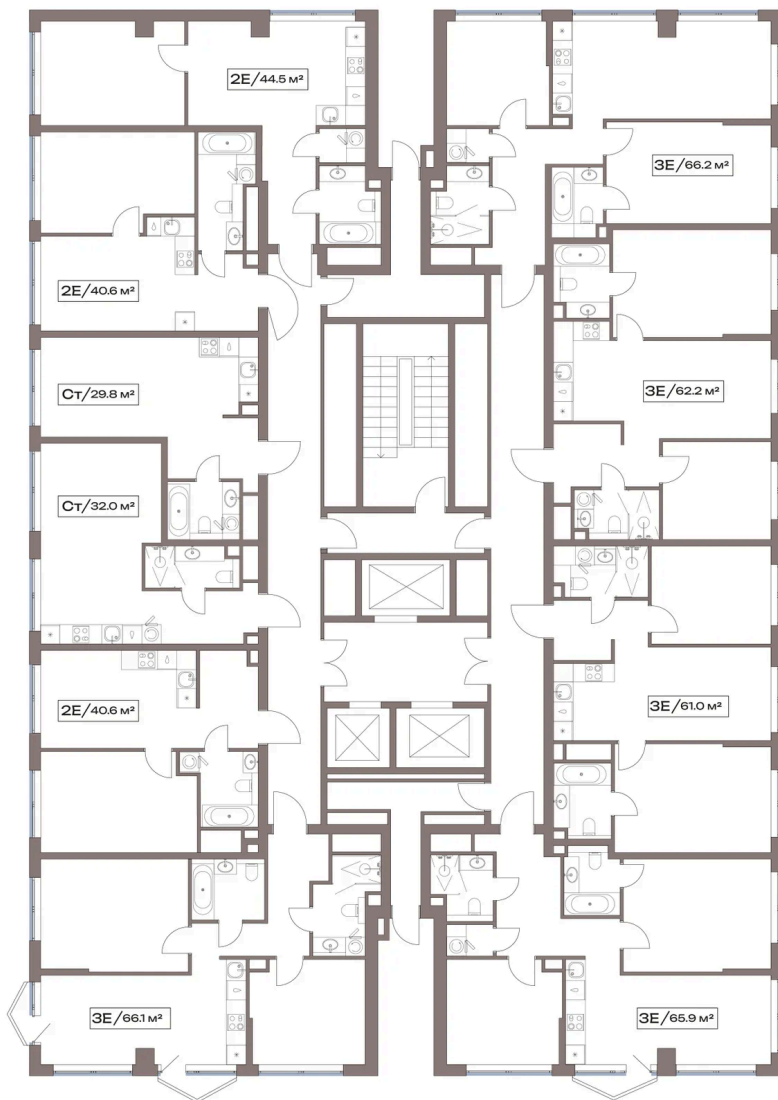 2Е/44.5 м²
3Е/66.2 м²
2Е/40.6 м²
Ст/29.8 м²
3Е/62.2 м²
Ст/32.0 м²
2Е/40.6 м²
3Е/61.0 м²
3Е/66.1 м²
3Е/65.9 м²